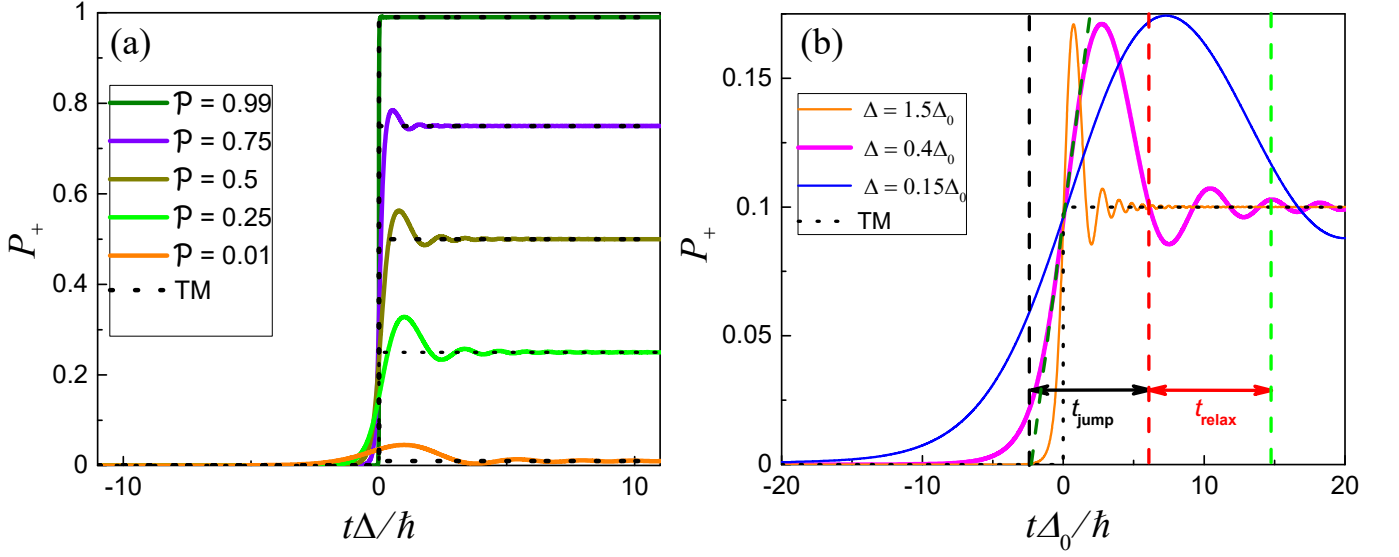 (a)
1
0.8
0.6
0.4
0.2
0
P₊
𝒫 = 0.99
𝒫 = 0.75
𝒫 = 0.5
𝒫 = 0.25
𝒫 = 0.01
TM
-10
0
10
tΔ/ħ
(b)
0.15
0.1
0.05
0
P₊
Δ = 1.5Δ₀
Δ = 0.4Δ₀
Δ = 0.15Δ₀
TM
t_jump
t_relax
-20
-10
0
10
20
tΔ₀/ħ